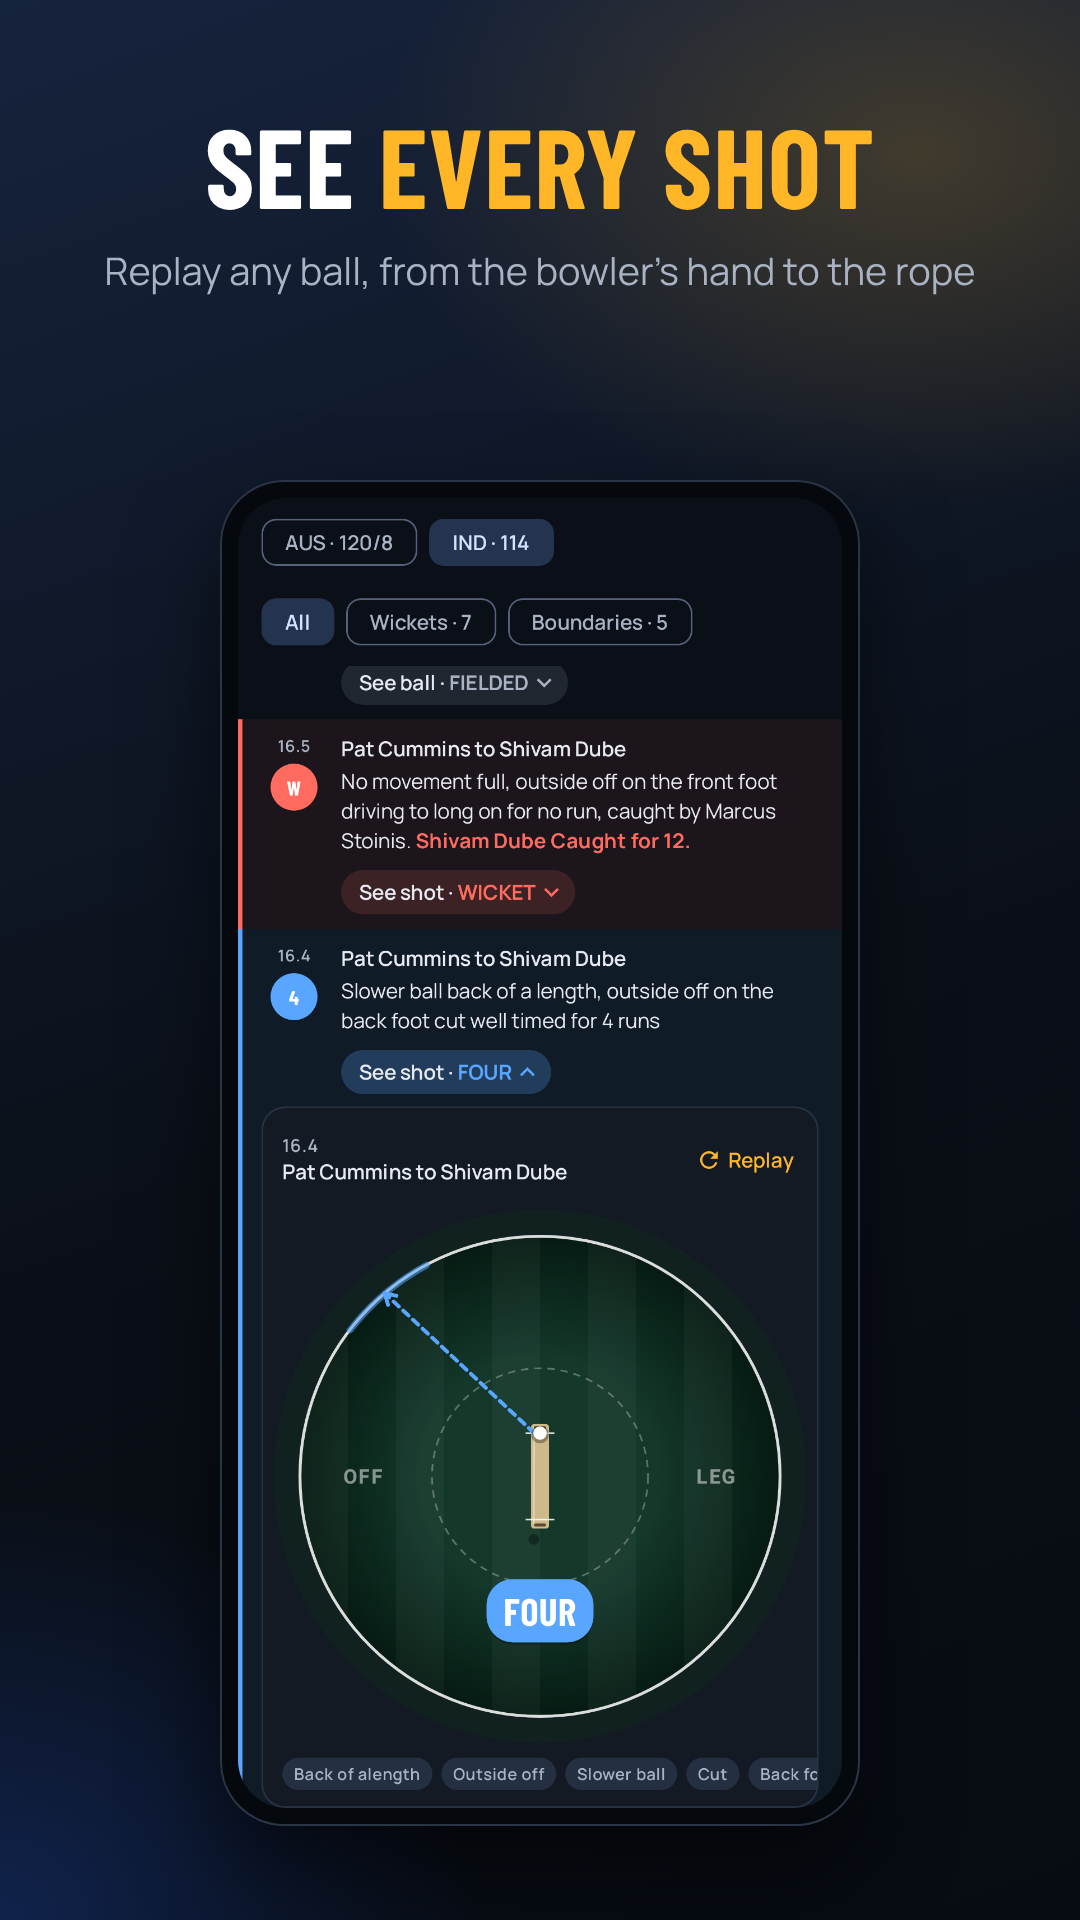 SEE EVERY SHOT
Replay any ball, from the bowler's hand to the rope
AUS · 120/8
IND · 114
All
Wickets · 7
Boundaries · 5
See ball · FIELDED
16.5
Pat Cummins to Shivam Dube
W
No movement full, outside off on the front foot
driving to long on for no run, caught by Marcus
Stoinis. Shivam Dube Caught for 12.
See shot · WICKET
16.4
Pat Cummins to Shivam Dube
4
Slower ball back of a length, outside off on the
back foot cut well timed for 4 runs
See shot · FOUR
16.4
Pat Cummins to Shivam Dube
Replay
OFF
LEG
FOUR
Back of alength
Outside off
Slower ball
Cut
Back fo